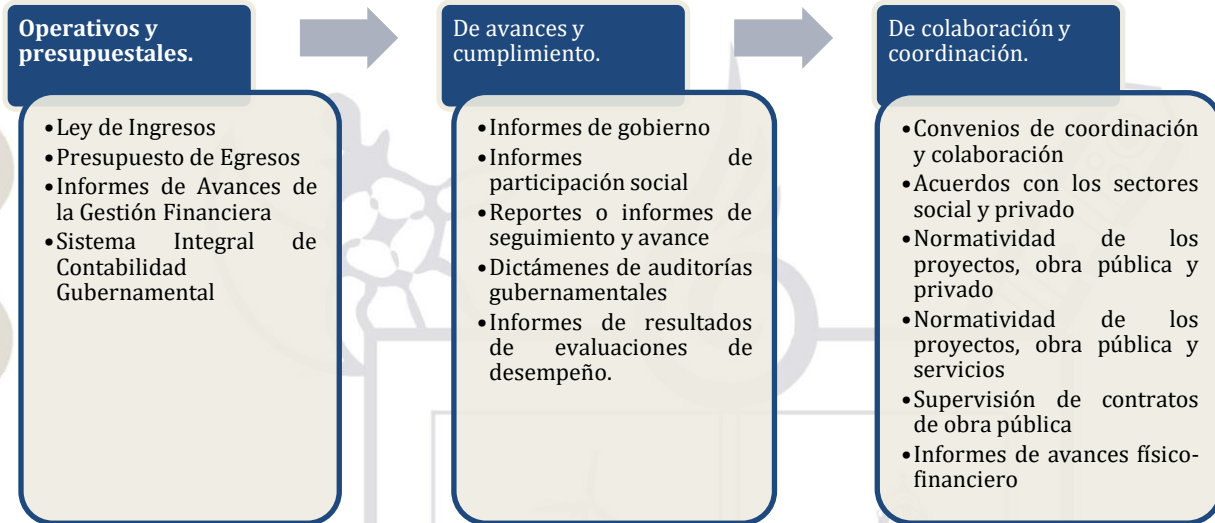 Operativos y
presupuestales.
• Ley de Ingresos
• Presupuesto de Egresos
• Informes de Avances de
la Gestión Financiera
• Sistema Integral de
Contabilidad
Gubernamental
De avances y
cumplimiento.
• Informes de gobierno
• Informes de
participación social
• Reportes o informes de
seguimiento y avance
• Dictámenes de auditorías
gubernamentales
• Informes de resultados
de evaluaciones de
desempeño.
De colaboración y
coordinación.
• Convenios de coordinación
y colaboración
• Acuerdos con los sectores
social y privado
• Normatividad de los
proyectos, obra pública y
privado
• Normatividad de los
proyectos, obra pública y
servicios
• Supervisión de contratos
de obra pública
• Informes de avances físico-
financiero